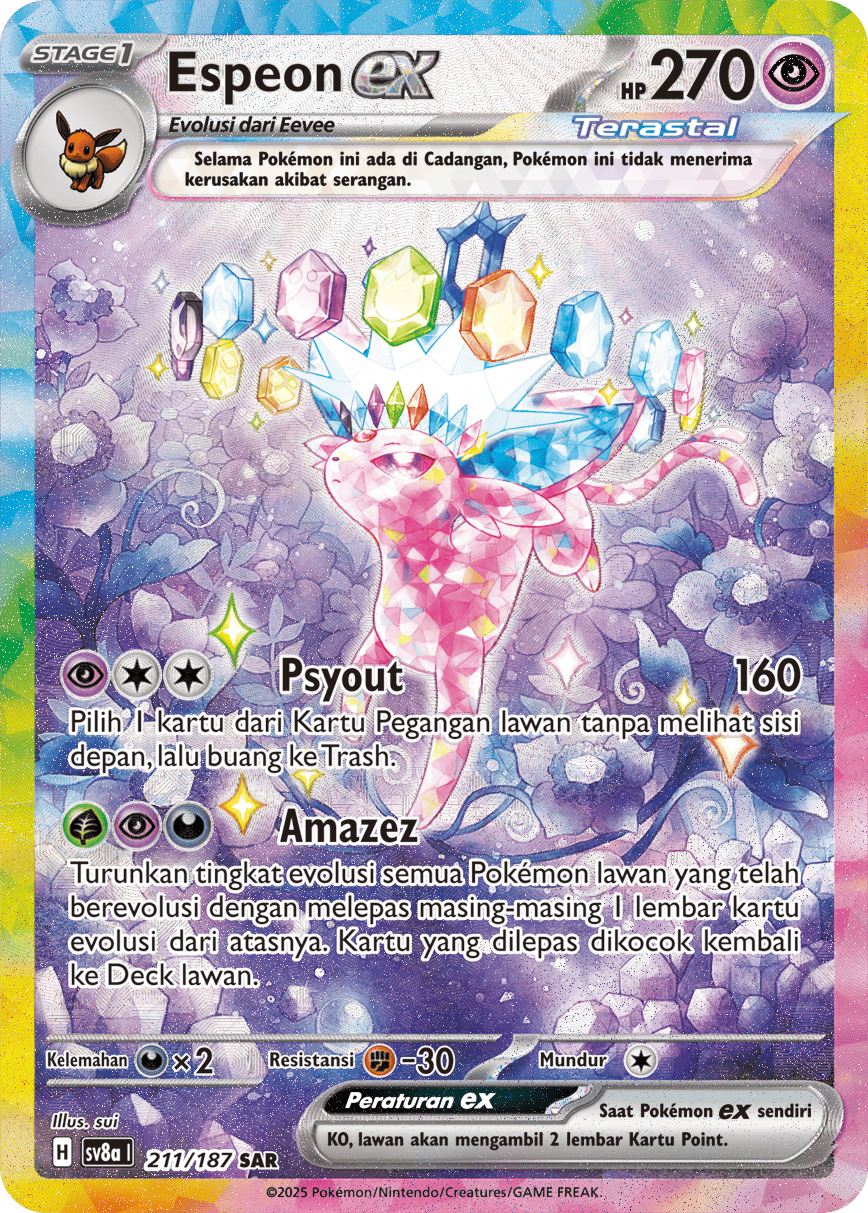 STAGE1
Espeon ex
HP 270
Evolusi dari Eevee
Terastal
Selama Pokémon ini ada di Cadangan, Pokémon ini tidak menerima
kerusakan akibat serangan.
Psyout 160
Pilih 1 kartu dari Kartu Pegangan lawan tanpa melihat sisi
depan, lalu buang ke Trash.
Amazez
Turunkan tingkat evolusi semua Pokémon lawan yang telah
berevolusi dengan melepas masing-masing 1 lembar kartu
evolusi dari atasnya. Kartu yang dilepas dikocok kembali
ke Deck lawan.
Kelemahan ×2 Resistansi -30 Mundur
Peraturan ex
Saat Pokémon ex sendiri
KO, lawan akan mengambil 2 lembar Kartu Point.
Illus. sui
H sv8a I 211/187 SAR
©2025 Pokémon/Nintendo/Creatures/GAME FREAK.